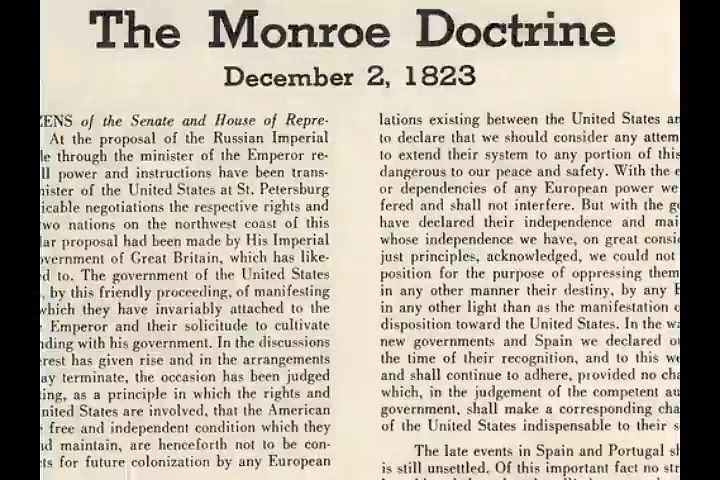 The Monroe Doctrine
December 2, 1823
ENS of the Senate and House of Repre-
At the proposal of the Russian Imperial
le through the minister of the Emperor re-
ll power and instructions have been trans-
ister of the United States at St. Petersburg
icable negotiations the respective rights and
wo nations on the northwest coast of this
ar proposal had been made by His Imperial
vernment of Great Britain, which has like-
d to. The government of the United States
, by this friendly proceeding, of manifesting
which they have invariably attached to the
Emperor and their solicitude to cultivate
nding with his government. In the discussions
rest has given rise and in the arrangements
ay terminate, the occasion has been judged
ing, as a principle in which the rights and
nited States are involved, that the American
free and independent condition which they
d maintain, are henceforth not to be con-
ts for future colonization by any European
lations existing between the United States an
to declare that we should consider any attem
to extend their system to any portion of this
dangerous to our peace and safety. With the e
or dependencies of any European power we
fered and shall not interfere. But with the go
have declared their independence and mai
whose independence we have, on great consi
just principles, acknowledged, we could not
position for the purpose of oppressing them
in any other manner their destiny, by any E
in any other light than as the manifestation o
disposition toward the United States. In the wa
new governments and Spain we declared ou
the time of their recognition, and to this we
and shall continue to adhere, provided no cha
which, in the judgement of the competent au
government, shall make a corresponding cha
of the United States indispensable to their s
The late events in Spain and Portugal sh
is still unsettled. Of this important fact no str